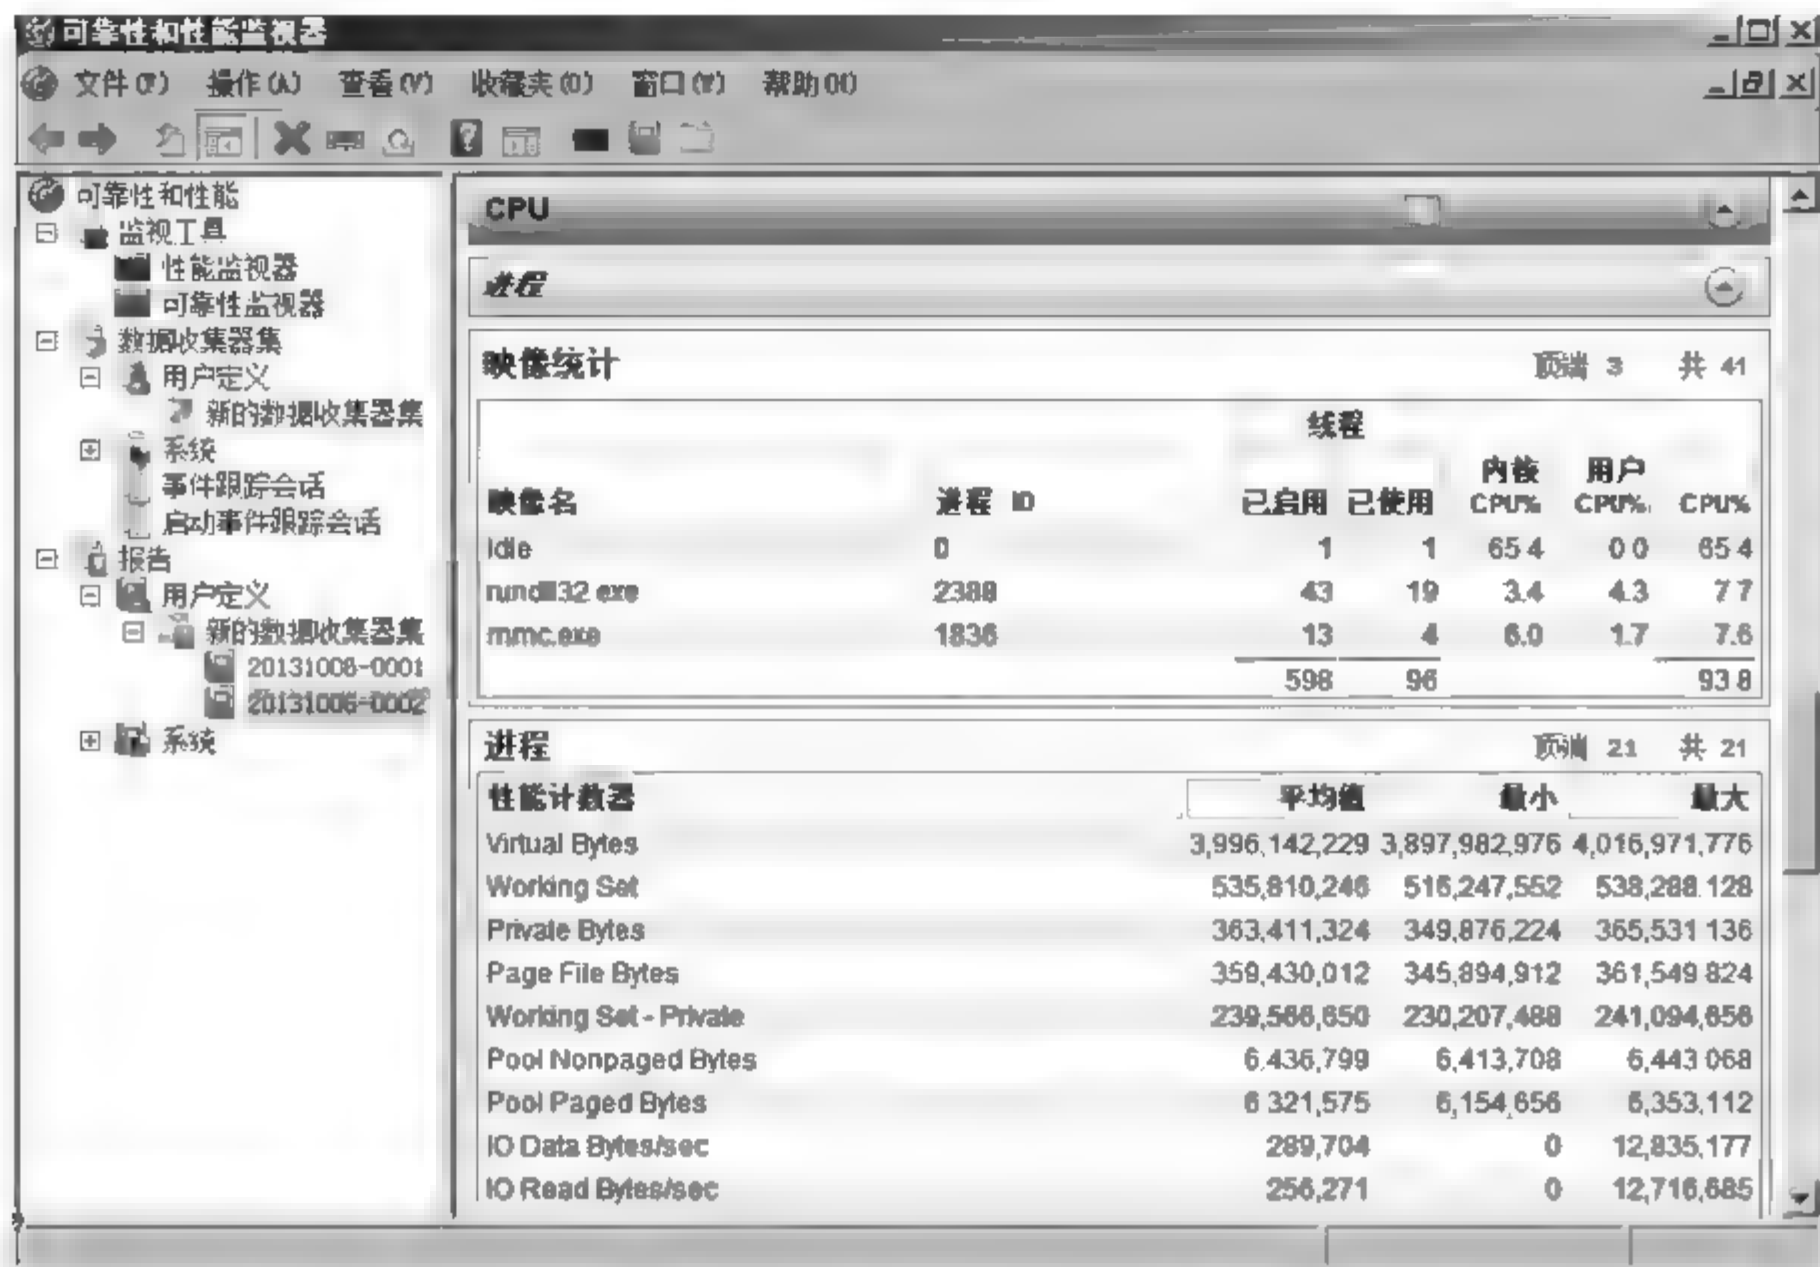 可靠性和性能监视器
文件(F) 操作(A) 查看(V) 收藏夹(O) 窗口(W) 帮助(H)
可靠性和性能
监视工具
性能监视器
可靠性监视器
数据收集器集
用户定义
新的数据收集器集
系统
事件跟踪会话
启动事件跟踪会话
报告
用户定义
新的数据收集器集
20131006-0001
20131006-0002
系统
CPU
进程
映像统计 顶端 3 共 41
线程
内核 用户
映像名 进程 ID 已启用 已使用 CPU% CPU% CPU%
Idle 0 1 1 65.4 0.0 65.4
rundll32.exe 2388 43 19 3.4 4.3 7.7
mmc.exe 1836 13 4 6.0 1.7 7.6
598 96 93.8
进程 顶端 21 共 21
性能计数器 平均值 最小 最大
Virtual Bytes 3,996,142,229 3,897,982,976 4,016,971,776
Working Set 535,810,246 516,247,552 538,288,128
Private Bytes 363,411,324 349,876,224 365,531,136
Page File Bytes 359,430,012 345,894,912 361,549,824
Working Set - Private 239,566,650 230,207,488 241,094,656
Pool Nonpaged Bytes 6,436,799 6,413,708 6,443,068
Pool Paged Bytes 6,321,575 6,154,656 6,353,112
IO Data Bytes/sec 289,704 0 12,835,177
IO Read Bytes/sec 256,271 0 12,716,685